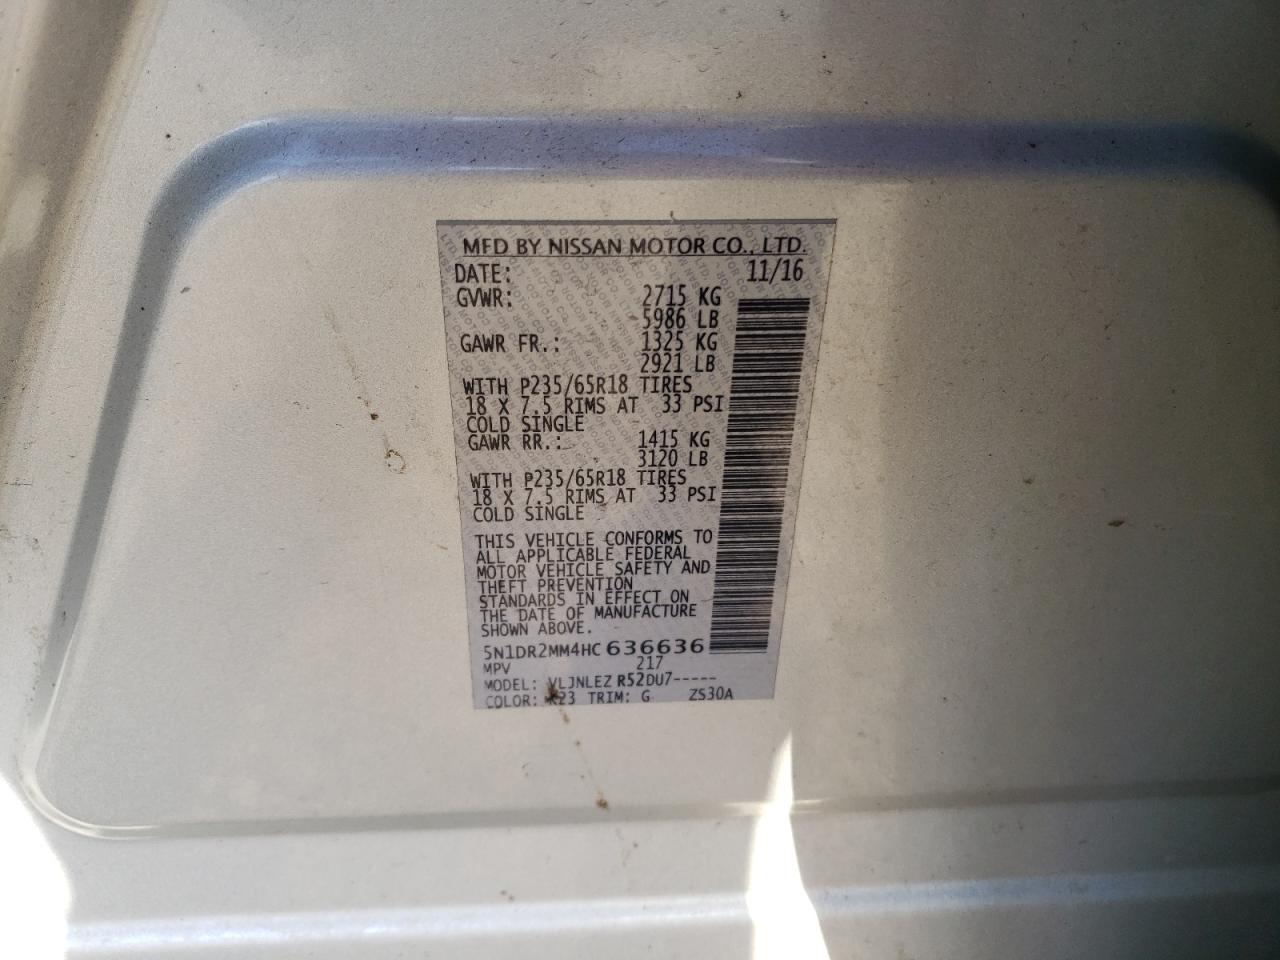 MFD BY NISSAN MOTOR CO., LTD.
DATE: 11/16
GVWR: 2715 KG
5986 LB
GAWR FR.: 1325 KG
2921 LB
WITH P235/65R18 TIRES
18 X 7.5 RIMS AT 33 PSI
COLD SINGLE
GAWR RR.: 1415 KG
3120 LB
WITH P235/65R18 TIRES
18 X 7.5 RIMS AT 33 PSI
COLD SINGLE
THIS VEHICLE CONFORMS TO
ALL APPLICABLE FEDERAL
MOTOR VEHICLE SAFETY AND
THEFT PREVENTION
STANDARDS IN EFFECT ON
THE DATE OF MANUFACTURE
SHOWN ABOVE.
5N1DR2MM4HC 636636
MPV 217
MODEL: VLJNLEZ R52DU7-----
COLOR: K23 TRIM: G ZS30A